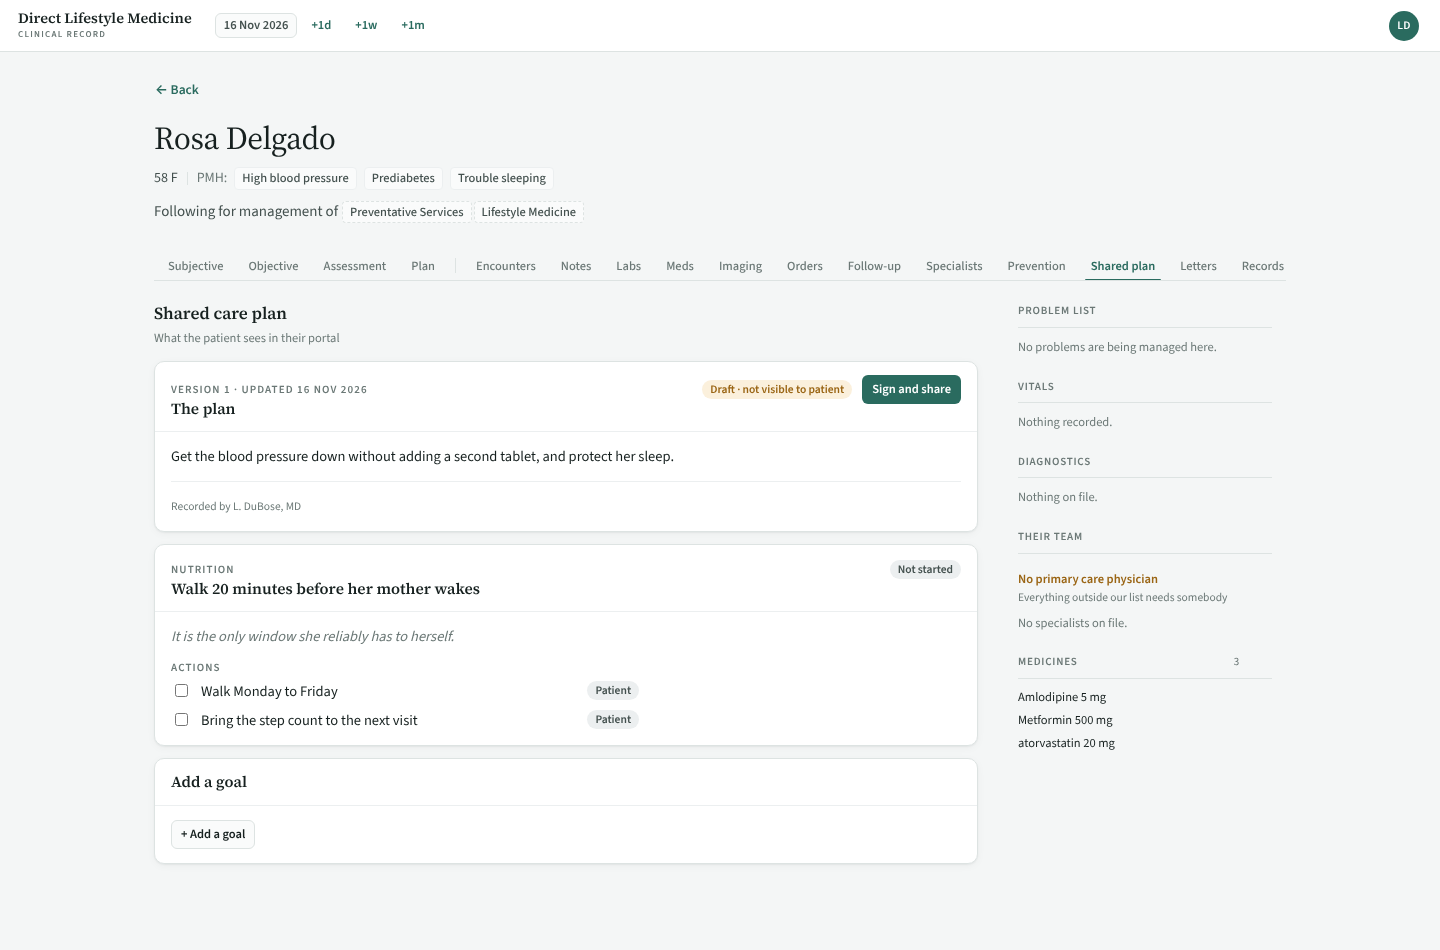 Direct Lifestyle Medicine
CLINICAL RECORD
16 Nov 2026 +1d +1w +1m
LD
← Back
Rosa Delgado
58 F PMH: High blood pressure Prediabetes Trouble sleeping
Following for management of Preventative Services Lifestyle Medicine
Subjective Objective Assessment Plan Encounters Notes Labs Meds Imaging Orders Follow-up Specialists Prevention Shared plan Letters Records
Shared care plan
What the patient sees in their portal
VERSION 1 · UPDATED 16 NOV 2026
The plan
Draft · not visible to patient
Sign and share
Get the blood pressure down without adding a second tablet, and protect her sleep.
Recorded by L. DuBose, MD
NUTRITION
Walk 20 minutes before her mother wakes
Not started
It is the only window she reliably has to herself.
ACTIONS
Walk Monday to Friday Patient
Bring the step count to the next visit Patient
Add a goal
+ Add a goal
PROBLEM LIST
No problems are being managed here.
VITALS
Nothing recorded.
DIAGNOSTICS
Nothing on file.
THEIR TEAM
No primary care physician
Everything outside our list needs somebody
No specialists on file.
MEDICINES 3
Amlodipine 5 mg
Metformin 500 mg
atorvastatin 20 mg